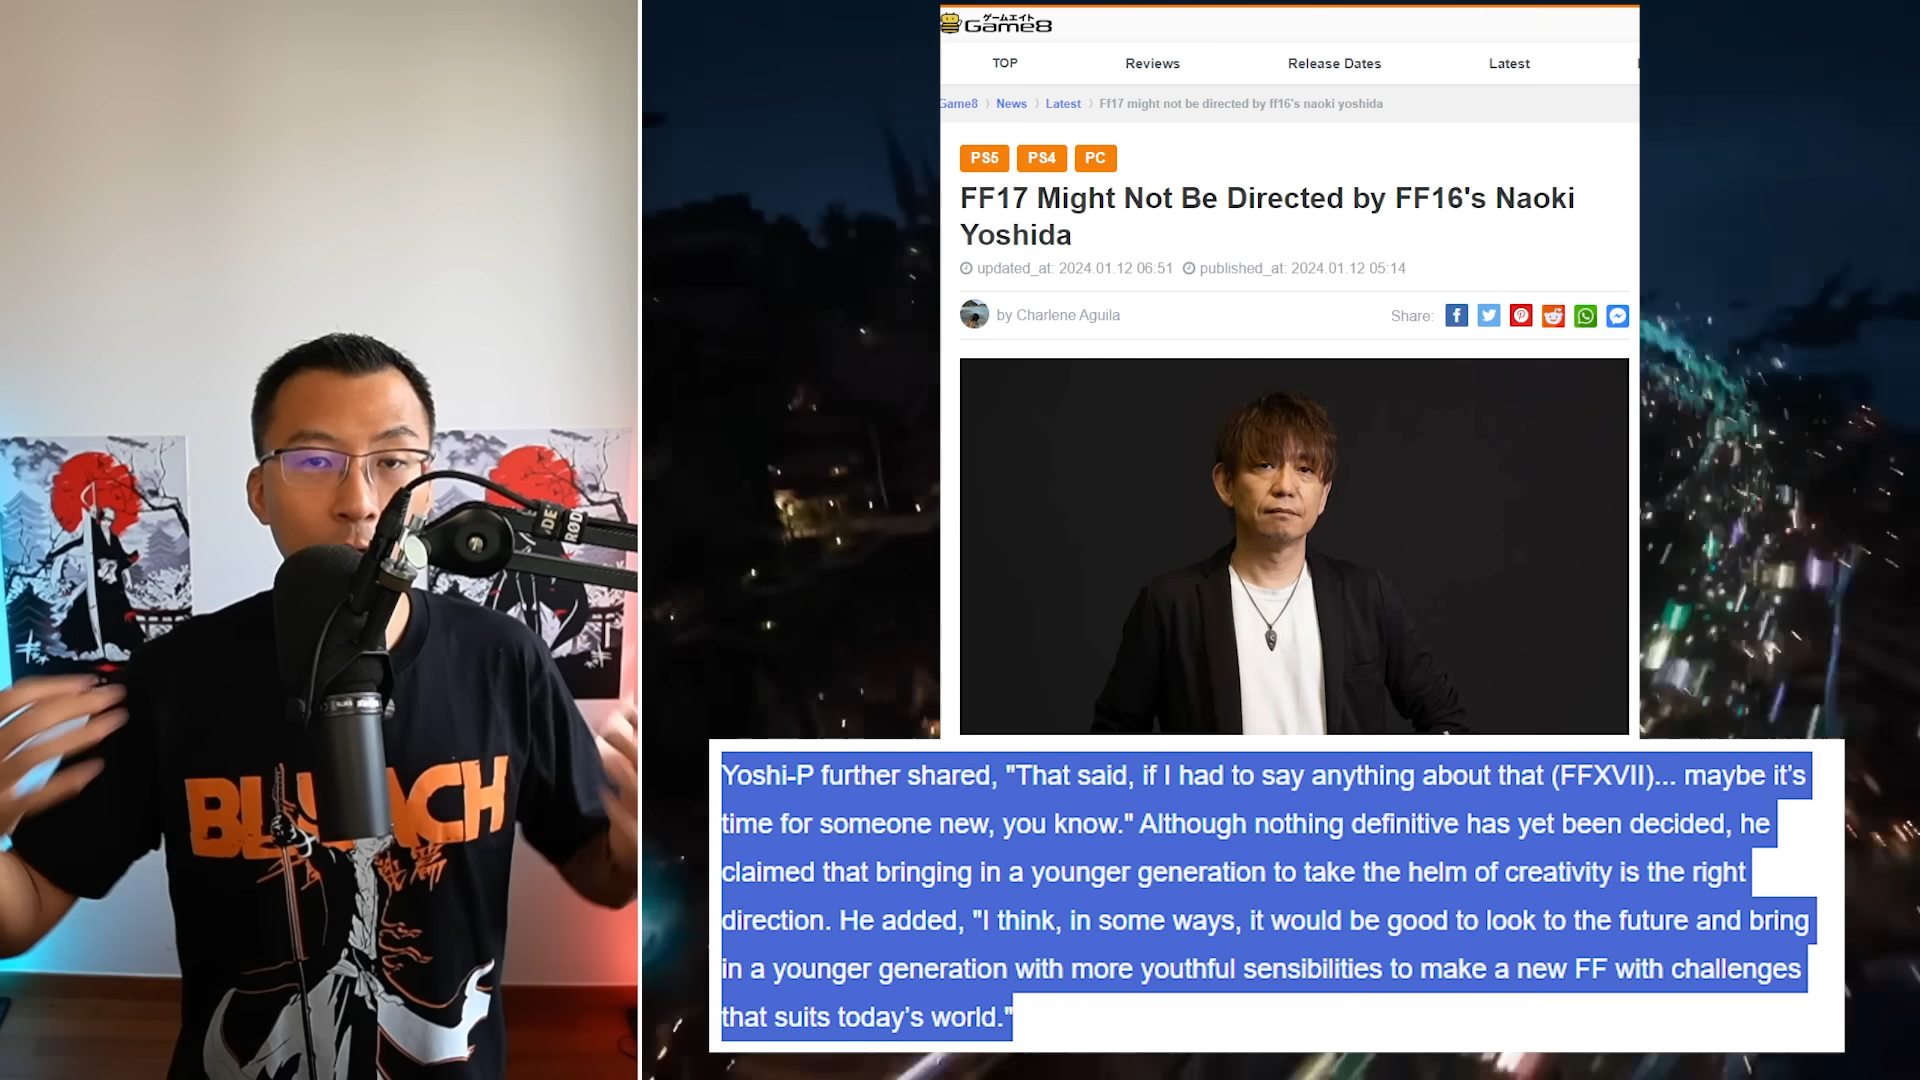 ゲームエイト
Game8
TOP
Reviews
Release Dates
Latest
Game8 〉 News 〉 Latest 〉 Ff17 might not be directed by ff16's naoki yoshida
PS5 PS4 PC
FF17 Might Not Be Directed by FF16's Naoki
Yoshida
updated_at: 2024.01.12 06:51 published_at: 2024.01.12 05:14
by Charlene Aguila
Share:
RØDE
BLEACH
Yoshi-P further shared, "That said, if I had to say anything about that (FFXVII)... maybe it's
time for someone new, you know." Although nothing definitive has yet been decided, he
claimed that bringing in a younger generation to take the helm of creativity is the right
direction. He added, "I think, in some ways, it would be good to look to the future and bring
in a younger generation with more youthful sensibilities to make a new FF with challenges
that suits today’s world."